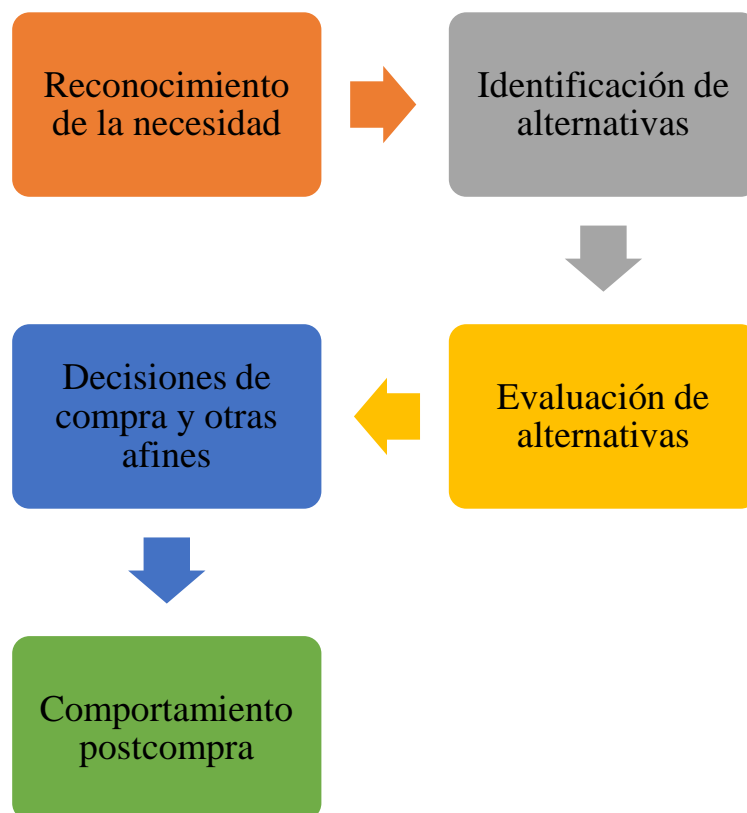 Reconocimiento
de la necesidad
Identificación de
alternativas
Evaluación de
alternativas
Decisiones de
compra y otras
afines
Comportamiento
postcompra